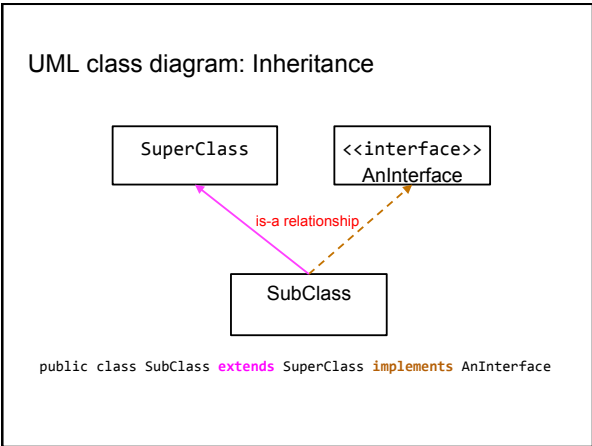 UML class diagram: Inheritance
SuperClass
<<interface>>
AnInterface
is-a relationship
SubClass
public class SubClass extends SuperClass implements AnInterface